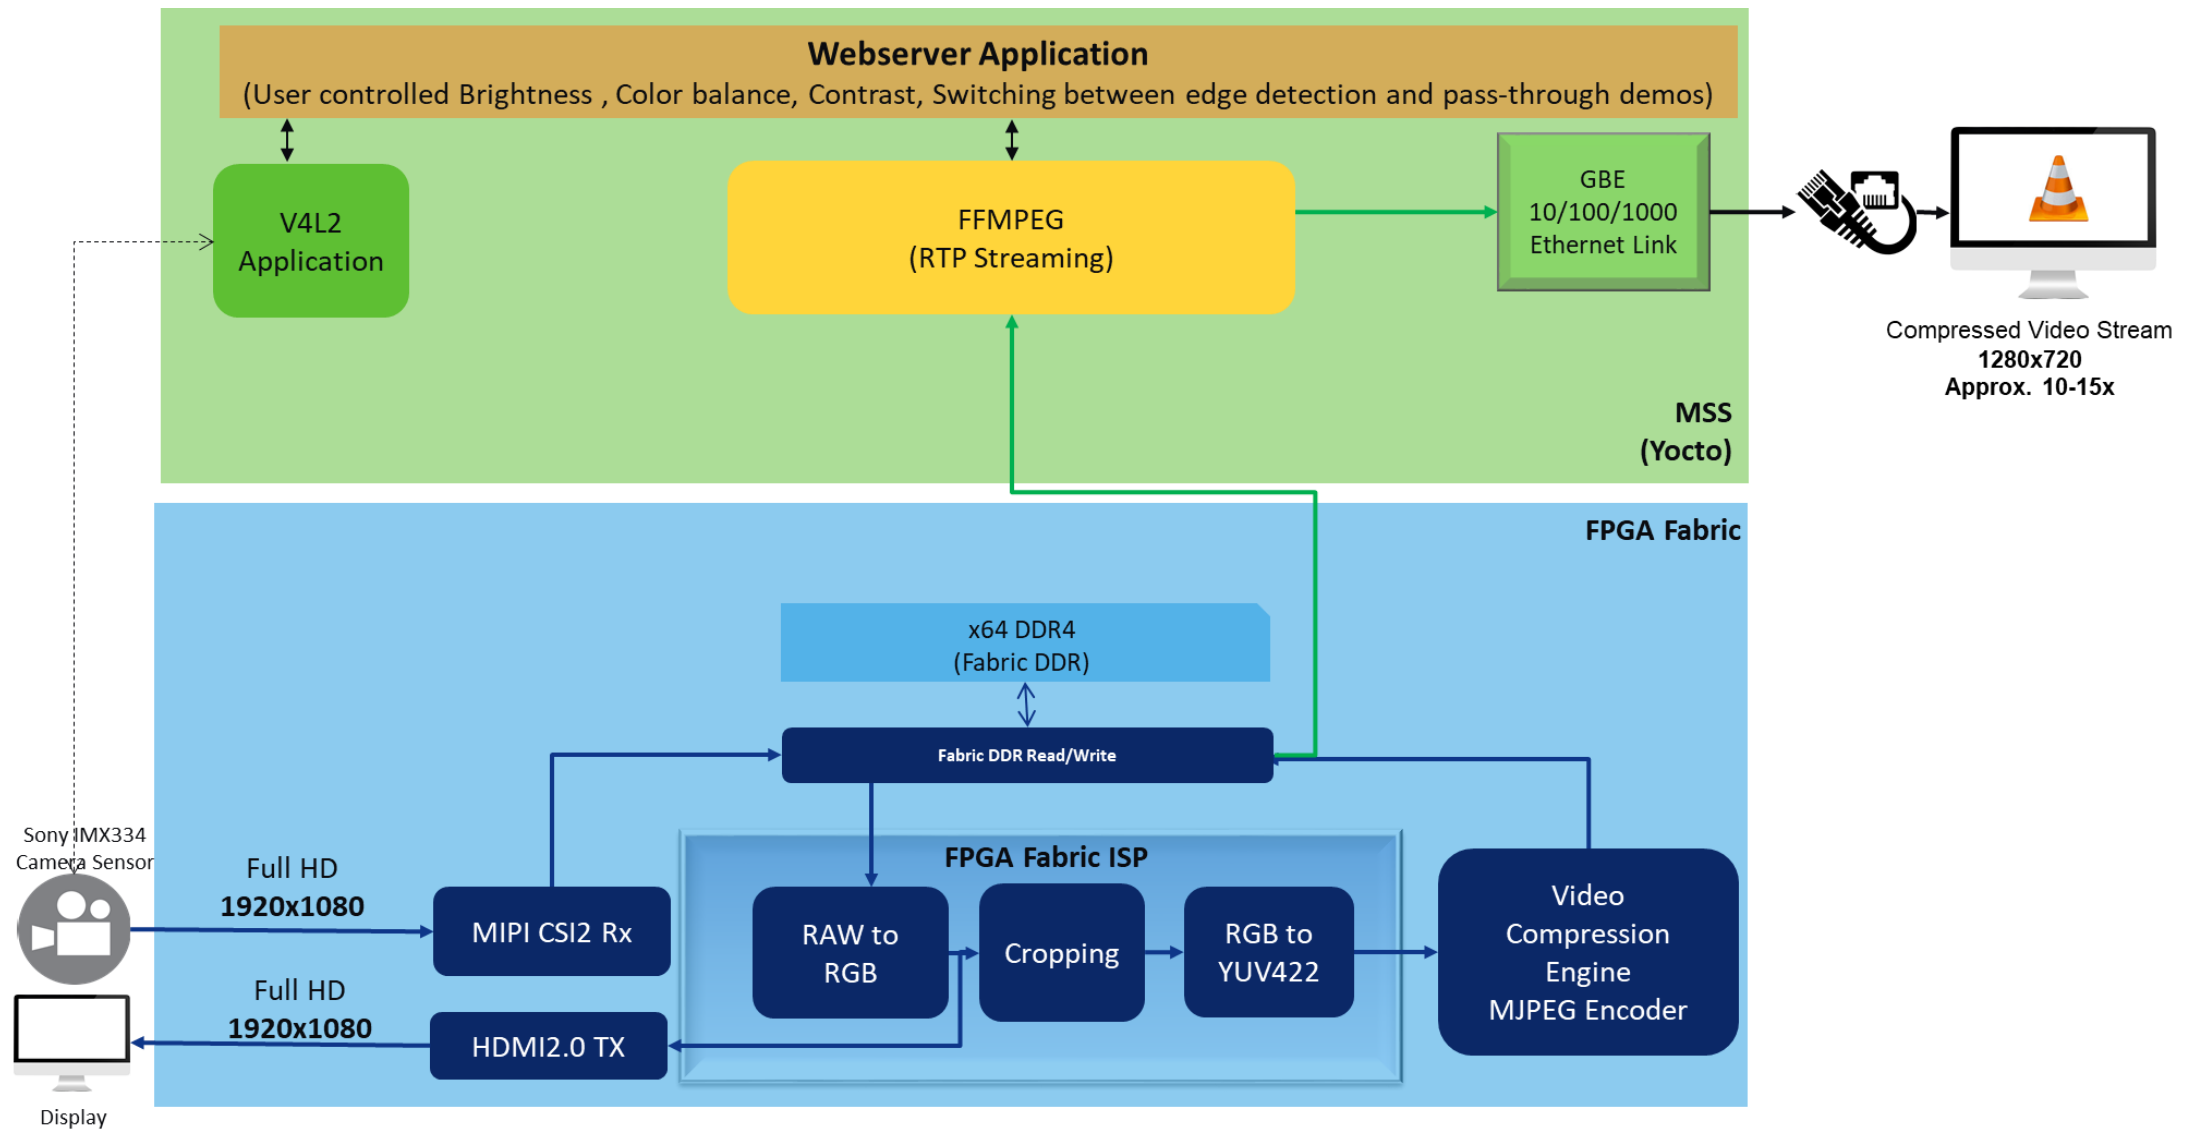 Webserver Application
(User controlled Brightness , Color balance, Contrast, Switching between edge detection and pass-through demos)
V4L2
Application
FFMPEG
(RTP Streaming)
GBE
10/100/1000
Ethernet Link
Compressed Video Stream
1280x720
Approx. 10-15x
MSS
(Yocto)
FPGA Fabric
x64 DDR4
(Fabric DDR)
Fabric DDR Read/Write
Sony IMX334
Camera Sensor
Full HD
1920x1080
MIPI CSI2 Rx
FPGA Fabric ISP
RAW to
RGB
Cropping
RGB to
YUV422
Video
Compression
Engine
MJPEG Encoder
Full HD
1920x1080
HDMI2.0 TX
Display